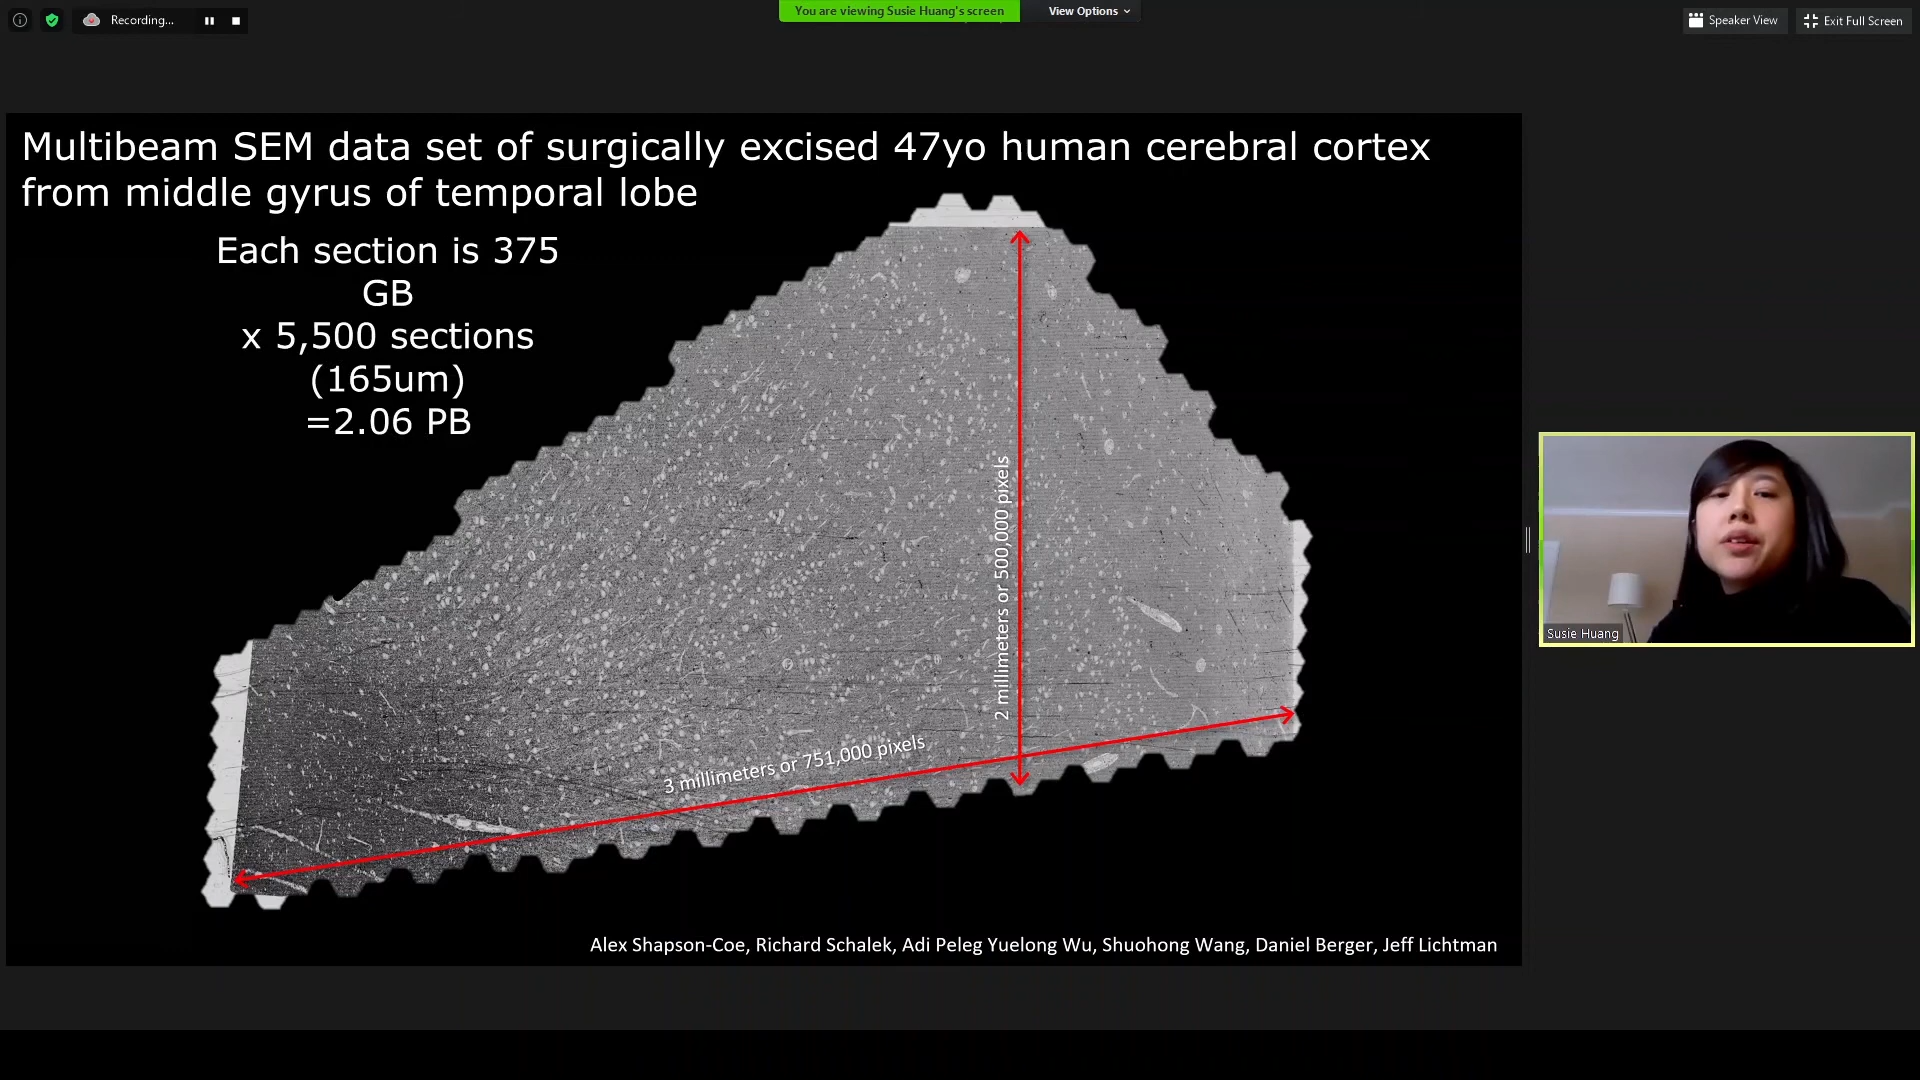 Recording...
You are viewing Susie Huang's screen
View Options
Speaker View
Exit Full Screen
Multibeam SEM data set of surgically excised 47yo human cerebral cortex
from middle gyrus of temporal lobe
Each section is 375
GB
x 5,500 sections
(165um)
=2.06 PB
2 millimeters or 500,000 pixels
3 millimeters or 751,000 pixels
Susie Huang
Alex Shapson-Coe, Richard Schalek, Adi Peleg Yuelong Wu, Shuohong Wang, Daniel Berger, Jeff Lichtman